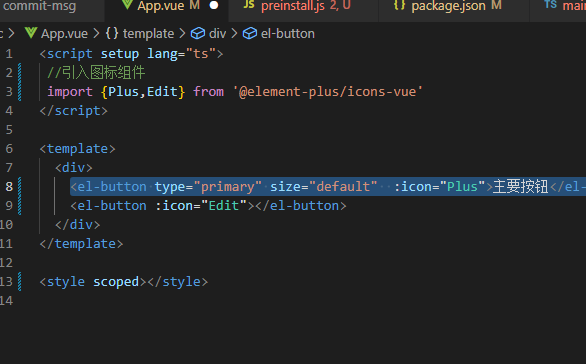 commit-msg App.vue M preinstall.js 2, U package.json M main
App.vue > {} template > div > el-button
1 <script setup lang="ts">
2 //引入图标组件
3 import {Plus,Edit} from '@element-plus/icons-vue'
4 </script>
5
6 <template>
7 <div>
8 <el-button type="primary" size="default" :icon="Plus">主要按钮</el-
9 <el-button :icon="Edit"></el-button>
10 </div>
11 </template>
12
13 <style scoped></style>
14